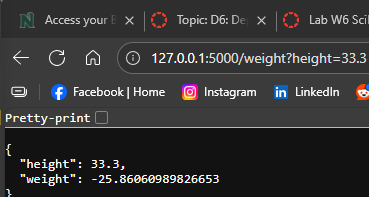 Access your E
Topic: D6: De
Lab W6 Sci
127.0.0.1:5000/weight?height=33.3
Facebook | Home
Instagram
LinkedIn
Pretty-print
{
"height": 33.3,
"weight": -25.86060989826653
}